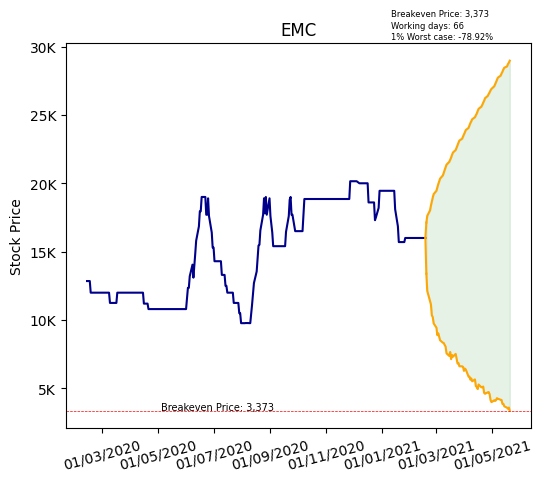 Breakeven Price: 3,373
Working days: 66
1% Worst case: -78.92%
EMC
Stock Price
30K
25K
20K
15K
10K
5K
Breakeven Price: 3,373
01/03/2020
01/05/2020
01/07/2020
01/09/2020
01/11/2020
01/01/2021
01/03/2021
01/05/2021